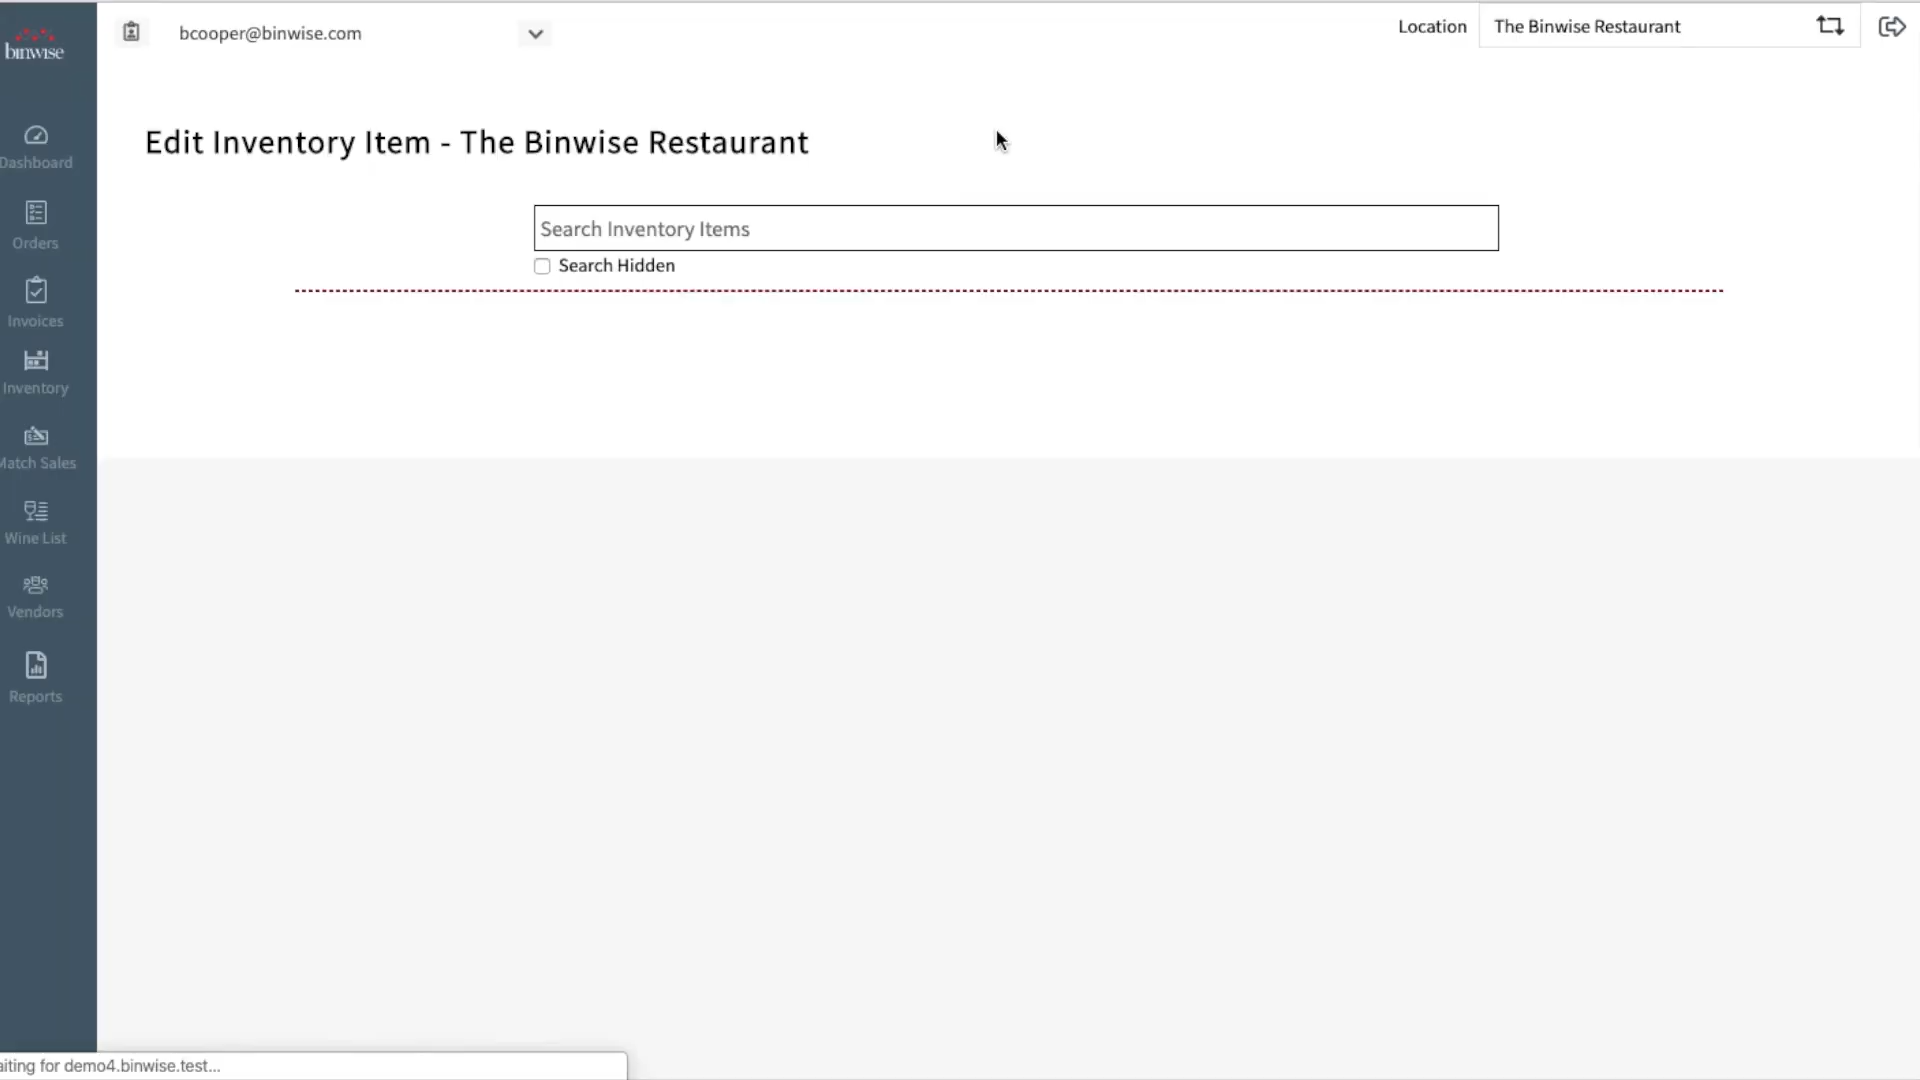 binwise
bcooper@binwise.com
Location
The Binwise Restaurant
Edit Inventory Item - The Binwise Restaurant
Search Inventory Items
Search Hidden
Dashboard
Orders
Invoices
Inventory
Match Sales
Wine List
Vendors
Reports
aiting for demo4.binwise.test...